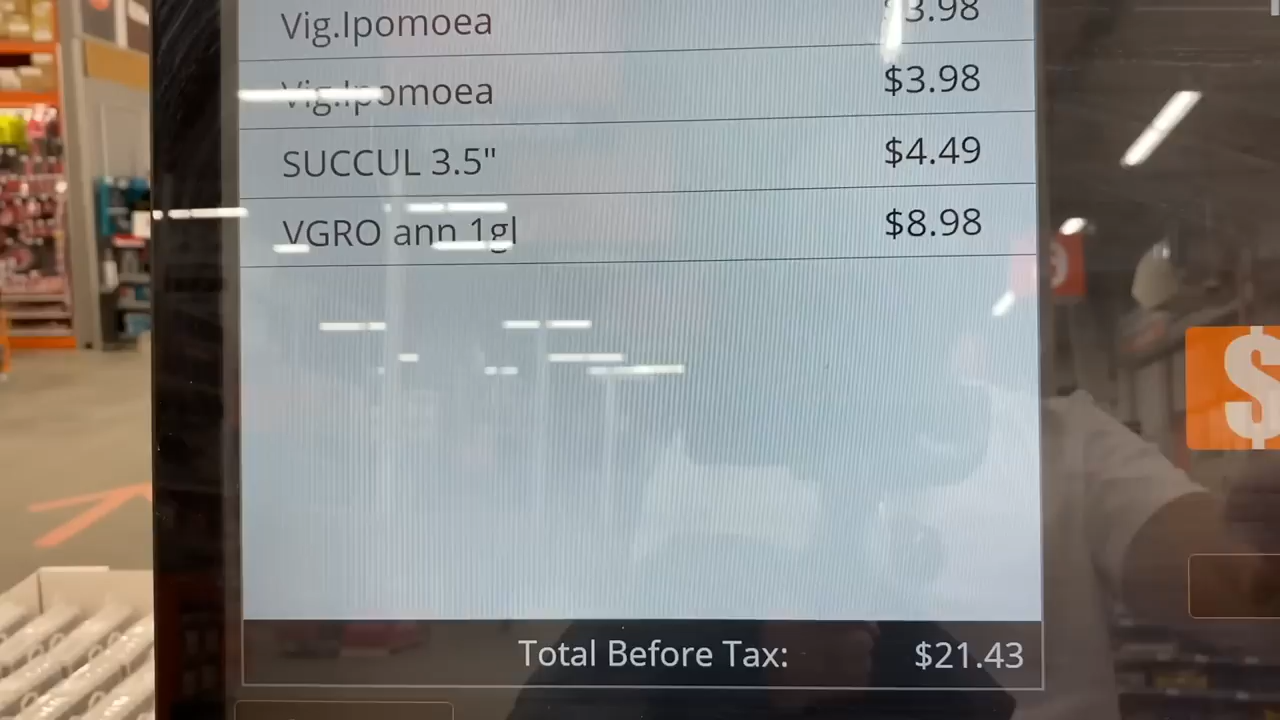 Vig.Ipomoea $3.98
Vig.Ipomoea $3.98
SUCCUL 3.5" $4.49
VGRO ann 1gl $8.98
Total Before Tax: $21.43
$